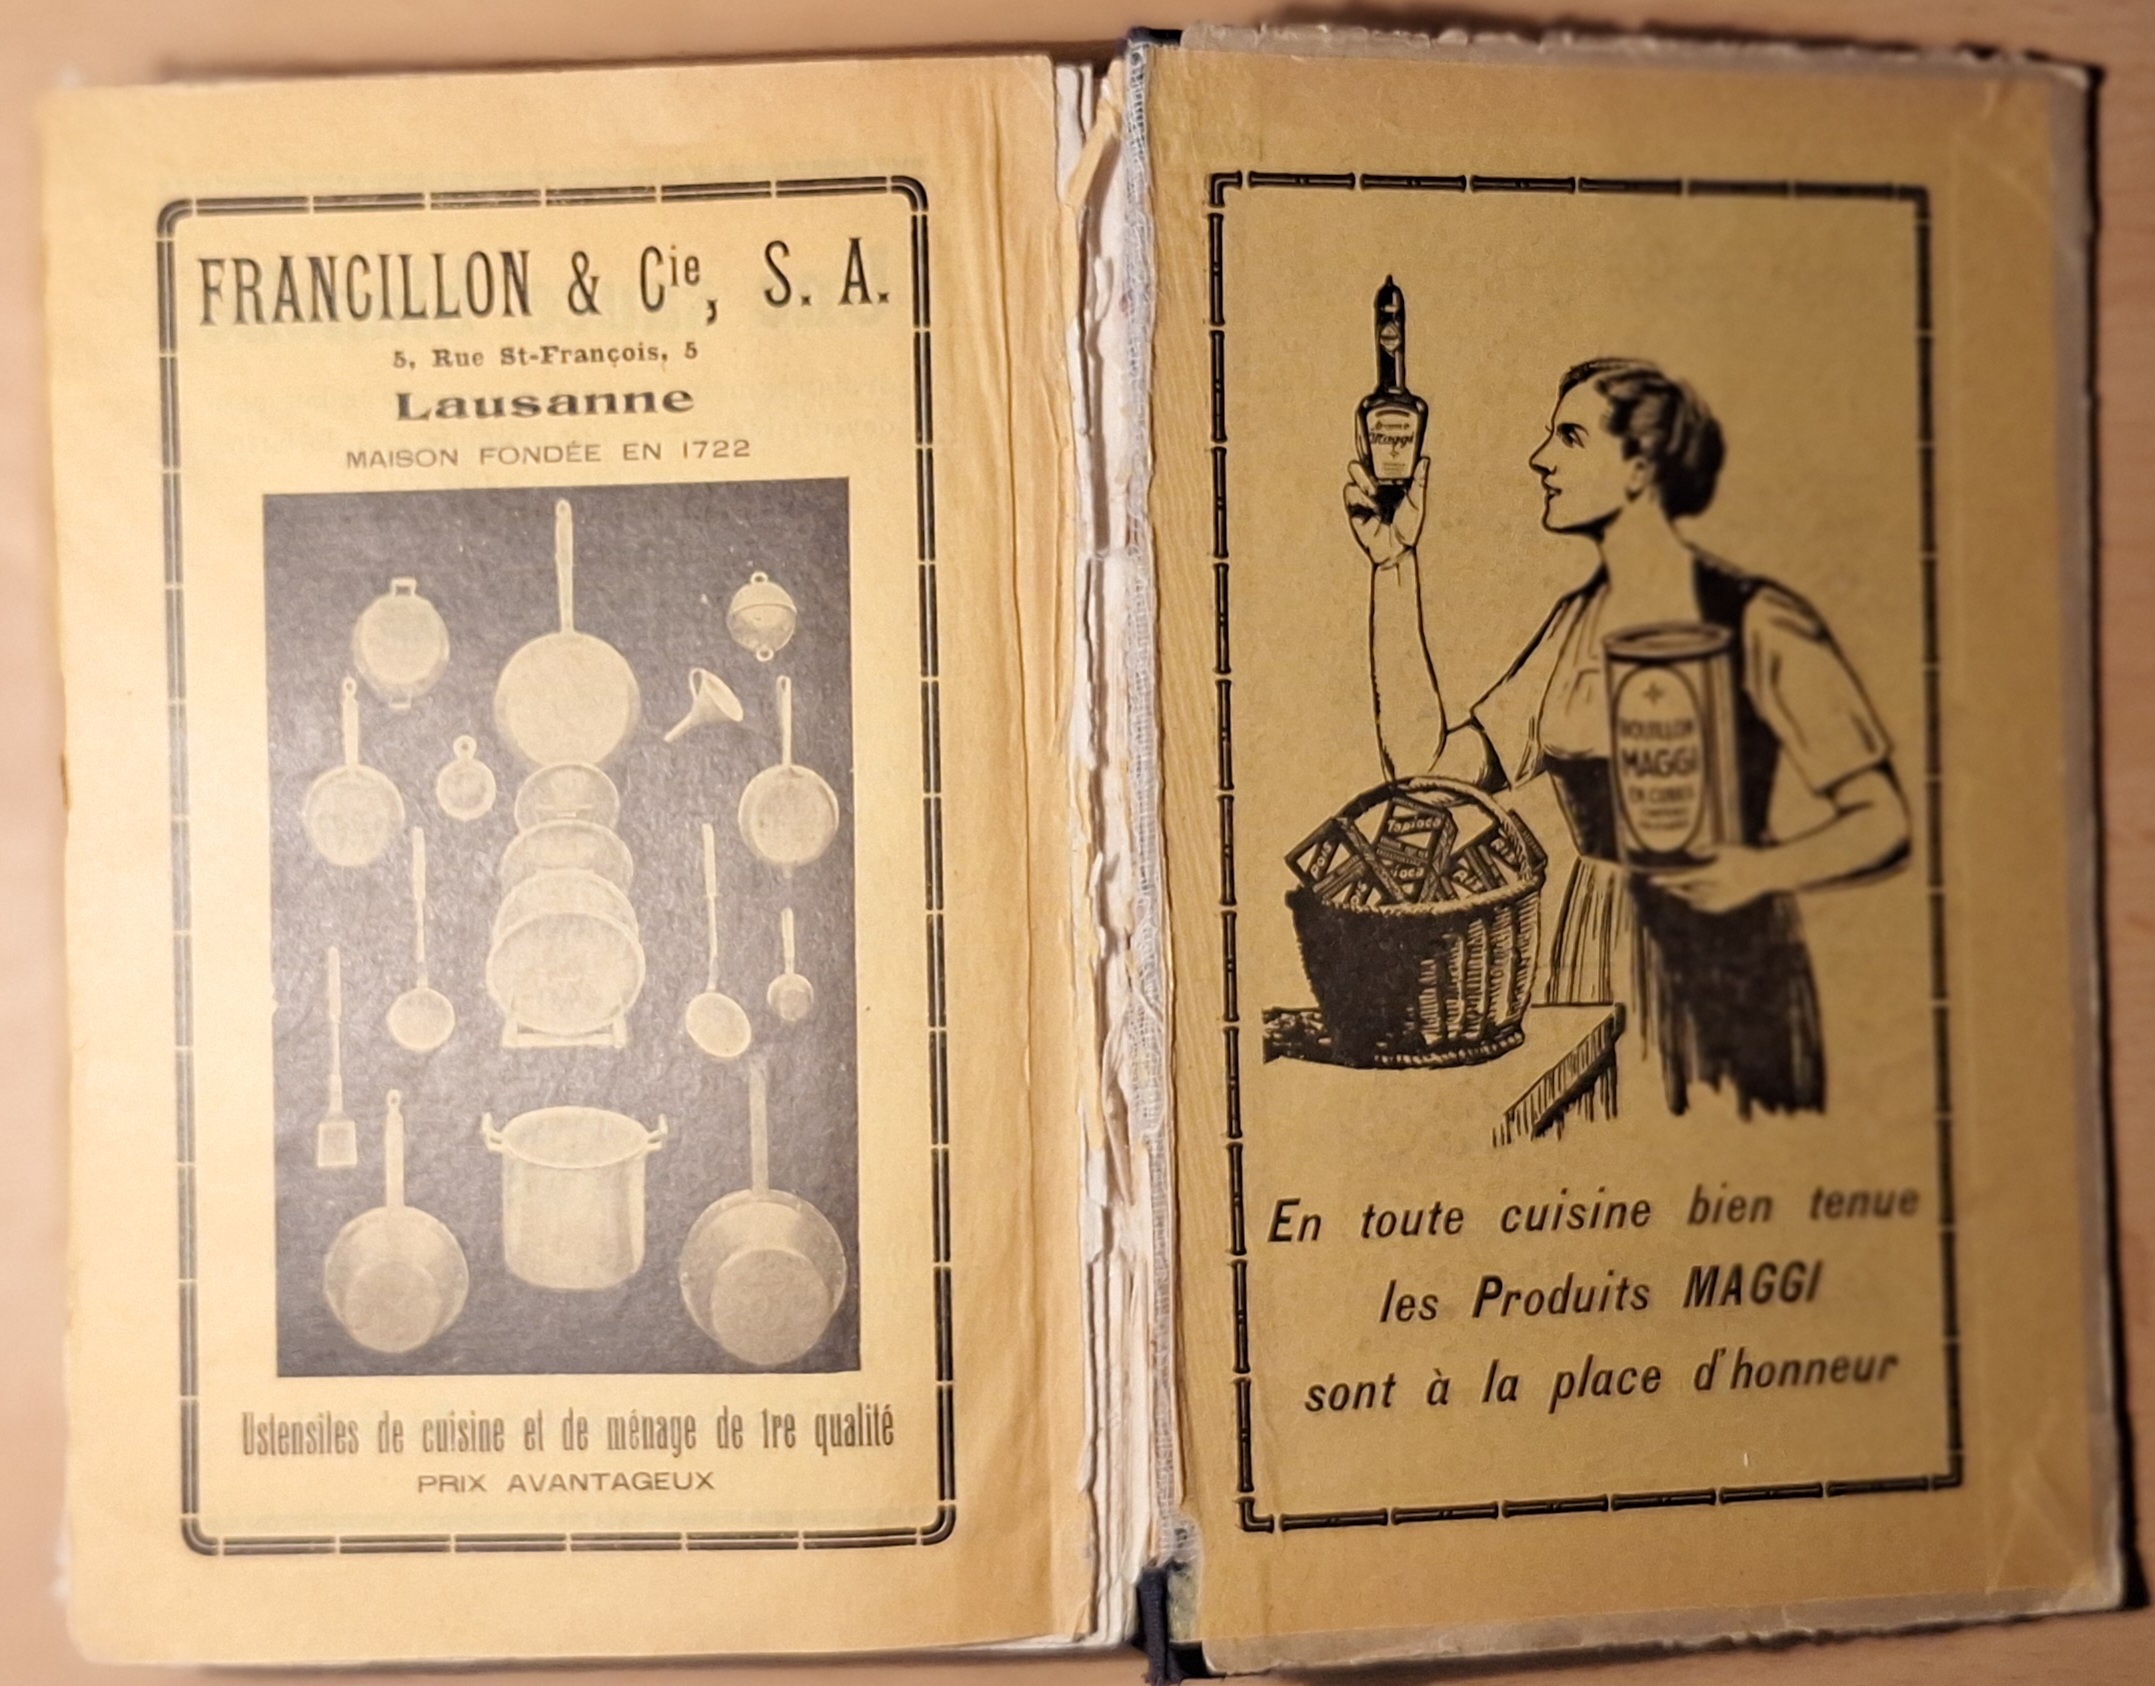 FRANCILLON & Cie, S. A.
5, Rue St-François, 5
Lausanne
MAISON FONDÉE EN 1722
Ustensiles de cuisine et de ménage de 1re qualité
PRIX AVANTAGEUX
Maggi
Tapioca
BOUILLON
MAGGI
EN CUBES
En toute cuisine bien tenue
les Produits MAGGI
sont à la place d'honneur